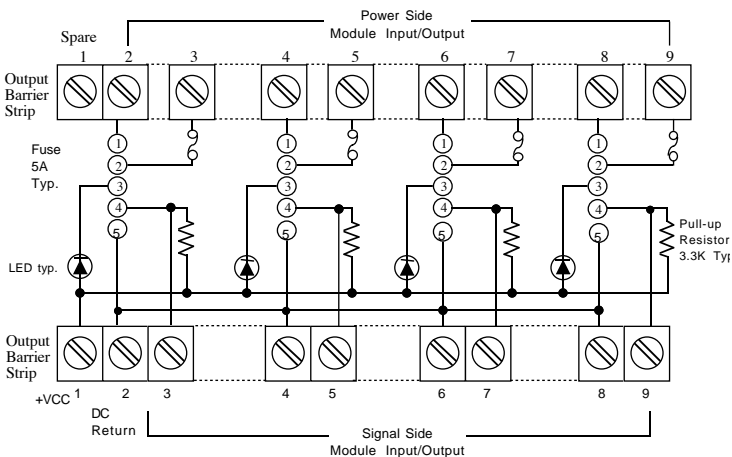 Power Side
Module Input/Output
Spare
1 2 3 4 5 6 7 8 9
Output
Barrier
Strip
Fuse
5A
Typ.
1 1 1 1
2 2 2 2
3 3 3 3
4 4 4 4
5 5 5 5
Pull-up
Resistor
3.3K Typ
LED typ.
Output
Barrier
Strip
+VCC 1 2 3 4 5 6 7 8 9
DC
Return
Signal Side
Module Input/Output